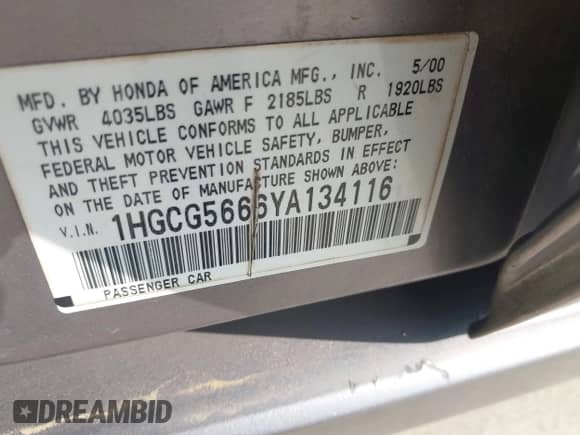 MFD. BY HONDA OF AMERICA MFG., INC. 5/00
GVWR 4035LBS GAWR F 2185LBS R 1920LBS
THIS VEHICLE CONFORMS TO ALL APPLICABLE
FEDERAL MOTOR VEHICLE SAFETY, BUMPER,
AND THEFT PREVENTION STANDARDS IN EFFECT
ON THE DATE OF MANUFACTURE SHOWN ABOVE:
V.I.N. 1HGCG5666YA134116
PASSENGER CAR
DREAMBID